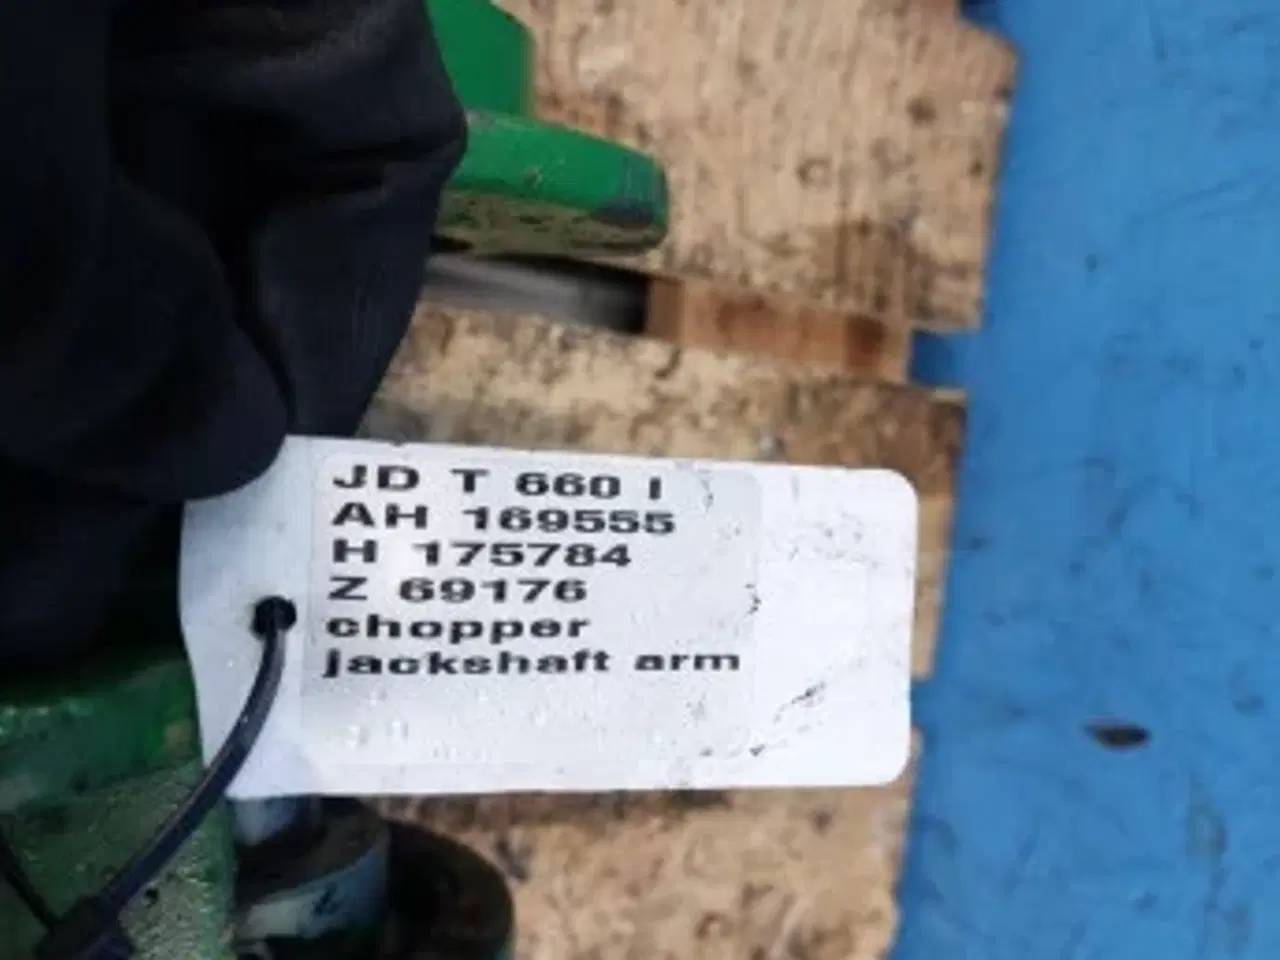 JD T 660 I
AH 169555
H 175784
Z 69176
chopper
jackshaft arm